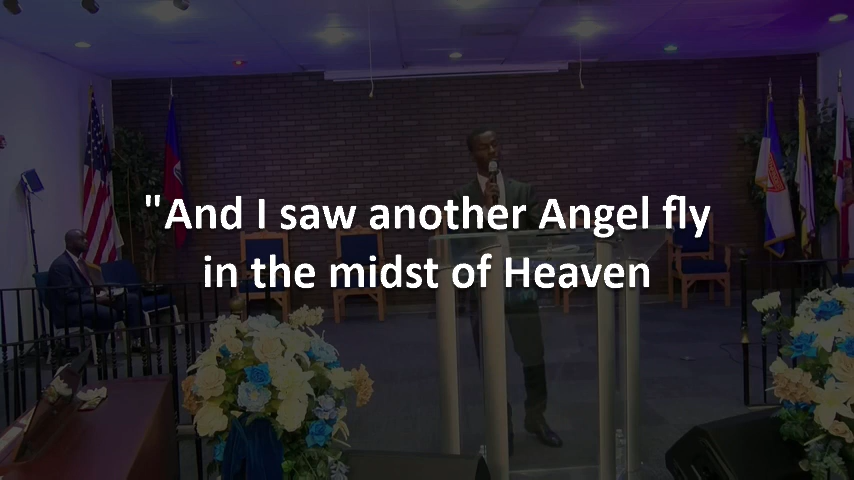 "And I saw another Angel fly
in the midst of Heaven